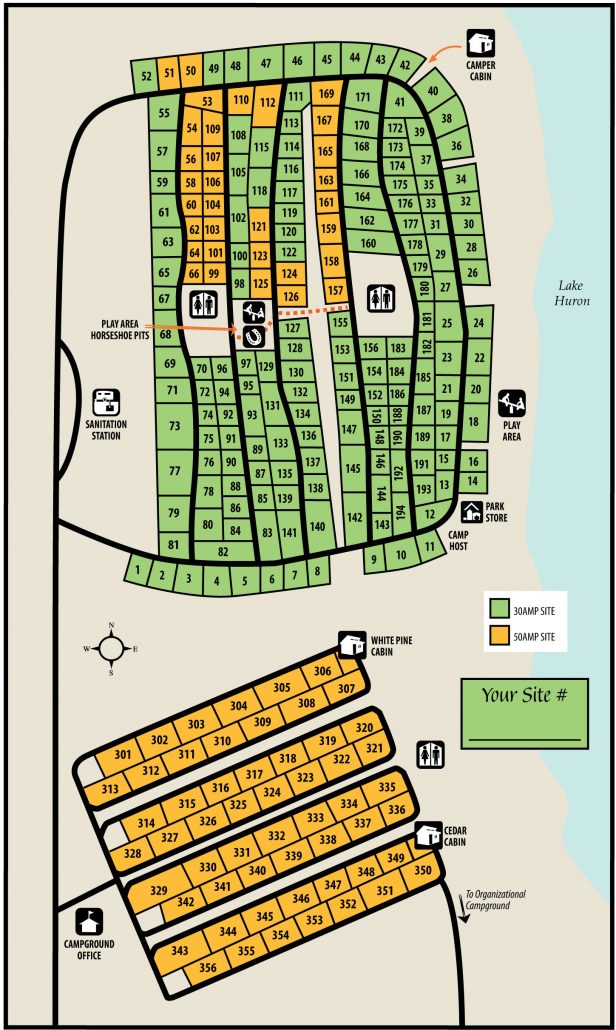 52 51 50 49 48 47 46 45 44 43 42
CAMPER
CABIN
40
38
36
55 53 110 112 111 169 171 41
54 109 108 113 167 170 172 39
57 56 107 115 114 165 168 173 37
59 58 106 105 116 163 166 174 34
61 60 104 118 117 161 164 175 35 32
62 103 102 121 119 159 162 176 33 30
63 64 101 100 123 120 158 160 177 31 28
65 66 99 98 125 122 157 178 29 26
67 124 179 27
126 180
Lake
Huron
PLAY AREA
HORSESHOE PITS
68 127 155 181 25 24
69 70 96 97 129 128 153 156 183 182 23 22
71 72 94 95 130 151 154 184 185 21 20
73 74 92 93 131 132 149 152 186 187 19 18
75 91 134 147 150 188 189 17
77 76 90 89 133 136 148 190 191 15 16
78 88 87 135 137 145 146 192 193 13 14
79 80 86 85 139 138 144 194 12
81 82 84 83 141 140 142 143
SANITATION
STATION
PLAY
AREA
PARK
STORE
CAMP
HOST
1 2 3 4 5 6 7 8 9 10 11
30AMP SITE
50AMP SITE
N
W E
S
WHITE PINE
CABIN
Your Site #
301 302 303 304 305 306
313 312 311 310 309 308 307
314 315 316 317 318 319 320
328 327 326 325 324 323 322 321
329 330 331 332 333 334 335
342 341 340 339 338 337 336
CEDAR
CABIN
343 344 345 346 347 348 349
356 355 354 353 352 351 350
To Organizational
Campground
CAMPGROUND
OFFICE